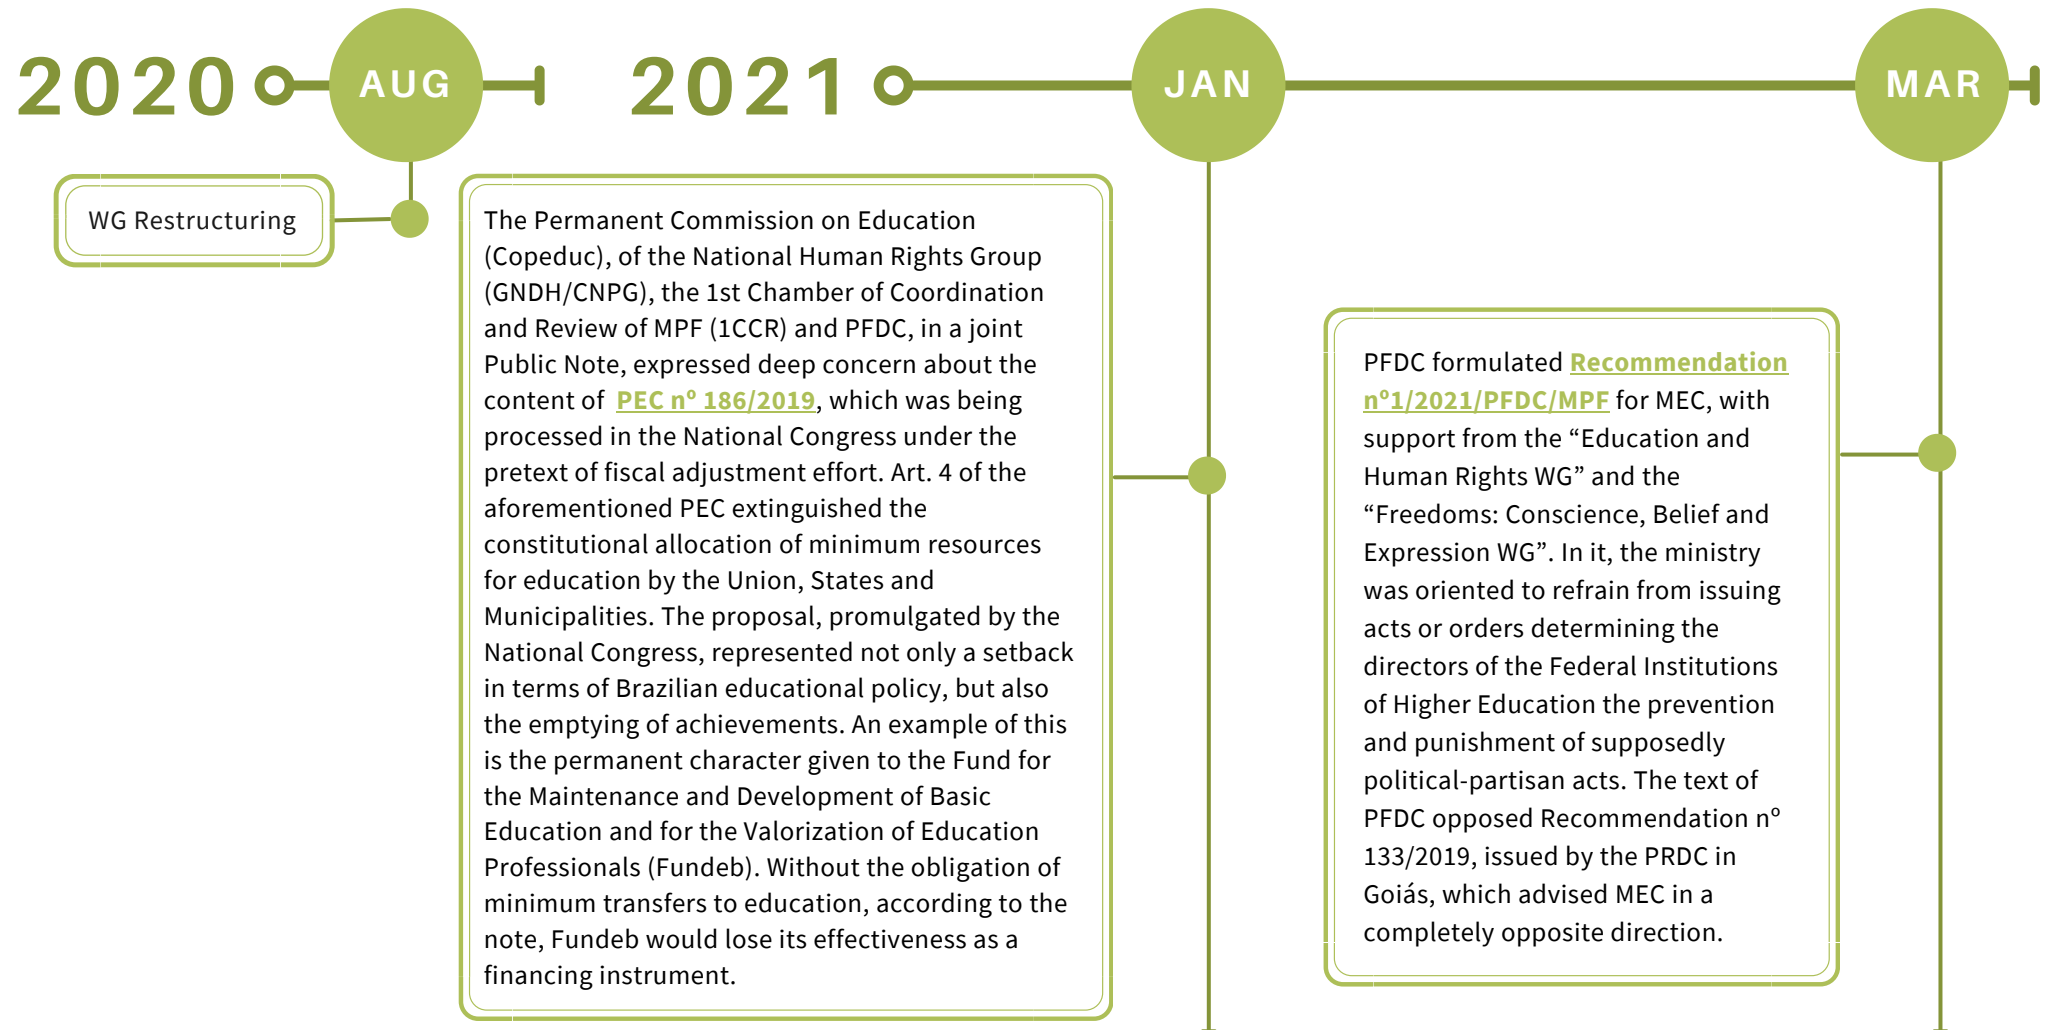 2020
AUG
2021
JAN
MAR
WG Restructuring
The Permanent Commission on Education
(Copeduc), of the National Human Rights Group
(GNDH/CNPG), the 1st Chamber of Coordination
and Review of MPF (1CCR) and PFDC, in a joint
Public Note, expressed deep concern about the
content of PEC nº 186/2019, which was being
processed in the National Congress under the
pretext of fiscal adjustment effort. Art. 4 of the
aforementioned PEC extinguished the
constitutional allocation of minimum resources
for education by the Union, States and
Municipalities. The proposal, promulgated by the
National Congress, represented not only a setback
in terms of Brazilian educational policy, but also
the emptying of achievements. An example of this
is the permanent character given to the Fund for
the Maintenance and Development of Basic
Education and for the Valorization of Education
Professionals (Fundeb). Without the obligation of
minimum transfers to education, according to the
note, Fundeb would lose its effectiveness as a
financing instrument.
PFDC formulated Recommendation
nº1/2021/PFDC/MPF for MEC, with
support from the “Education and
Human Rights WG” and the
“Freedoms: Conscience, Belief and
Expression WG”. In it, the ministry
was oriented to refrain from issuing
acts or orders determining the
directors of the Federal Institutions
of Higher Education the prevention
and punishment of supposedly
political-partisan acts. The text of
PFDC opposed Recommendation nº
133/2019, issued by the PRDC in
Goiás, which advised MEC in a
completely opposite direction.